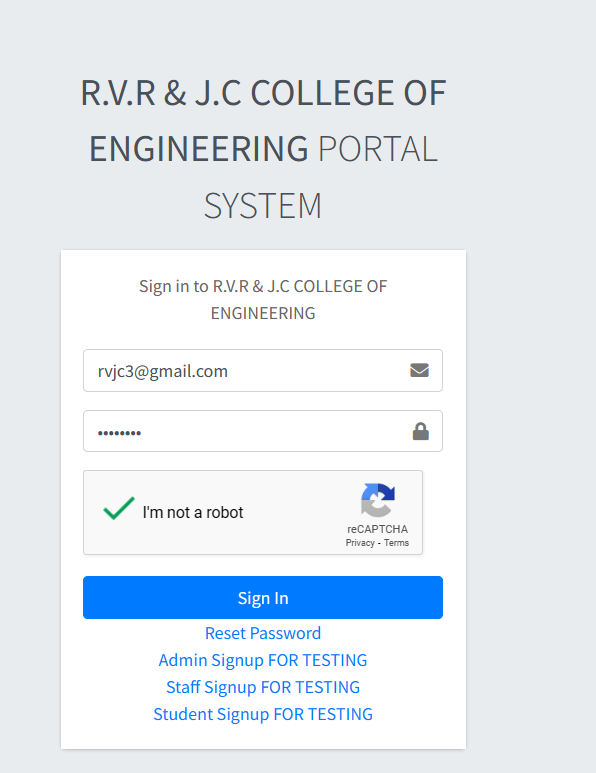 R.V.R & J.C COLLEGE OF
ENGINEERING PORTAL
SYSTEM
Sign in to R.V.R & J.C COLLEGE OF
ENGINEERING
rvjc3@gmail.com
••••••••
I'm not a robot
reCAPTCHA
Privacy - Terms
Sign In
Reset Password
Admin Signup FOR TESTING
Staff Signup FOR TESTING
Student Signup FOR TESTING